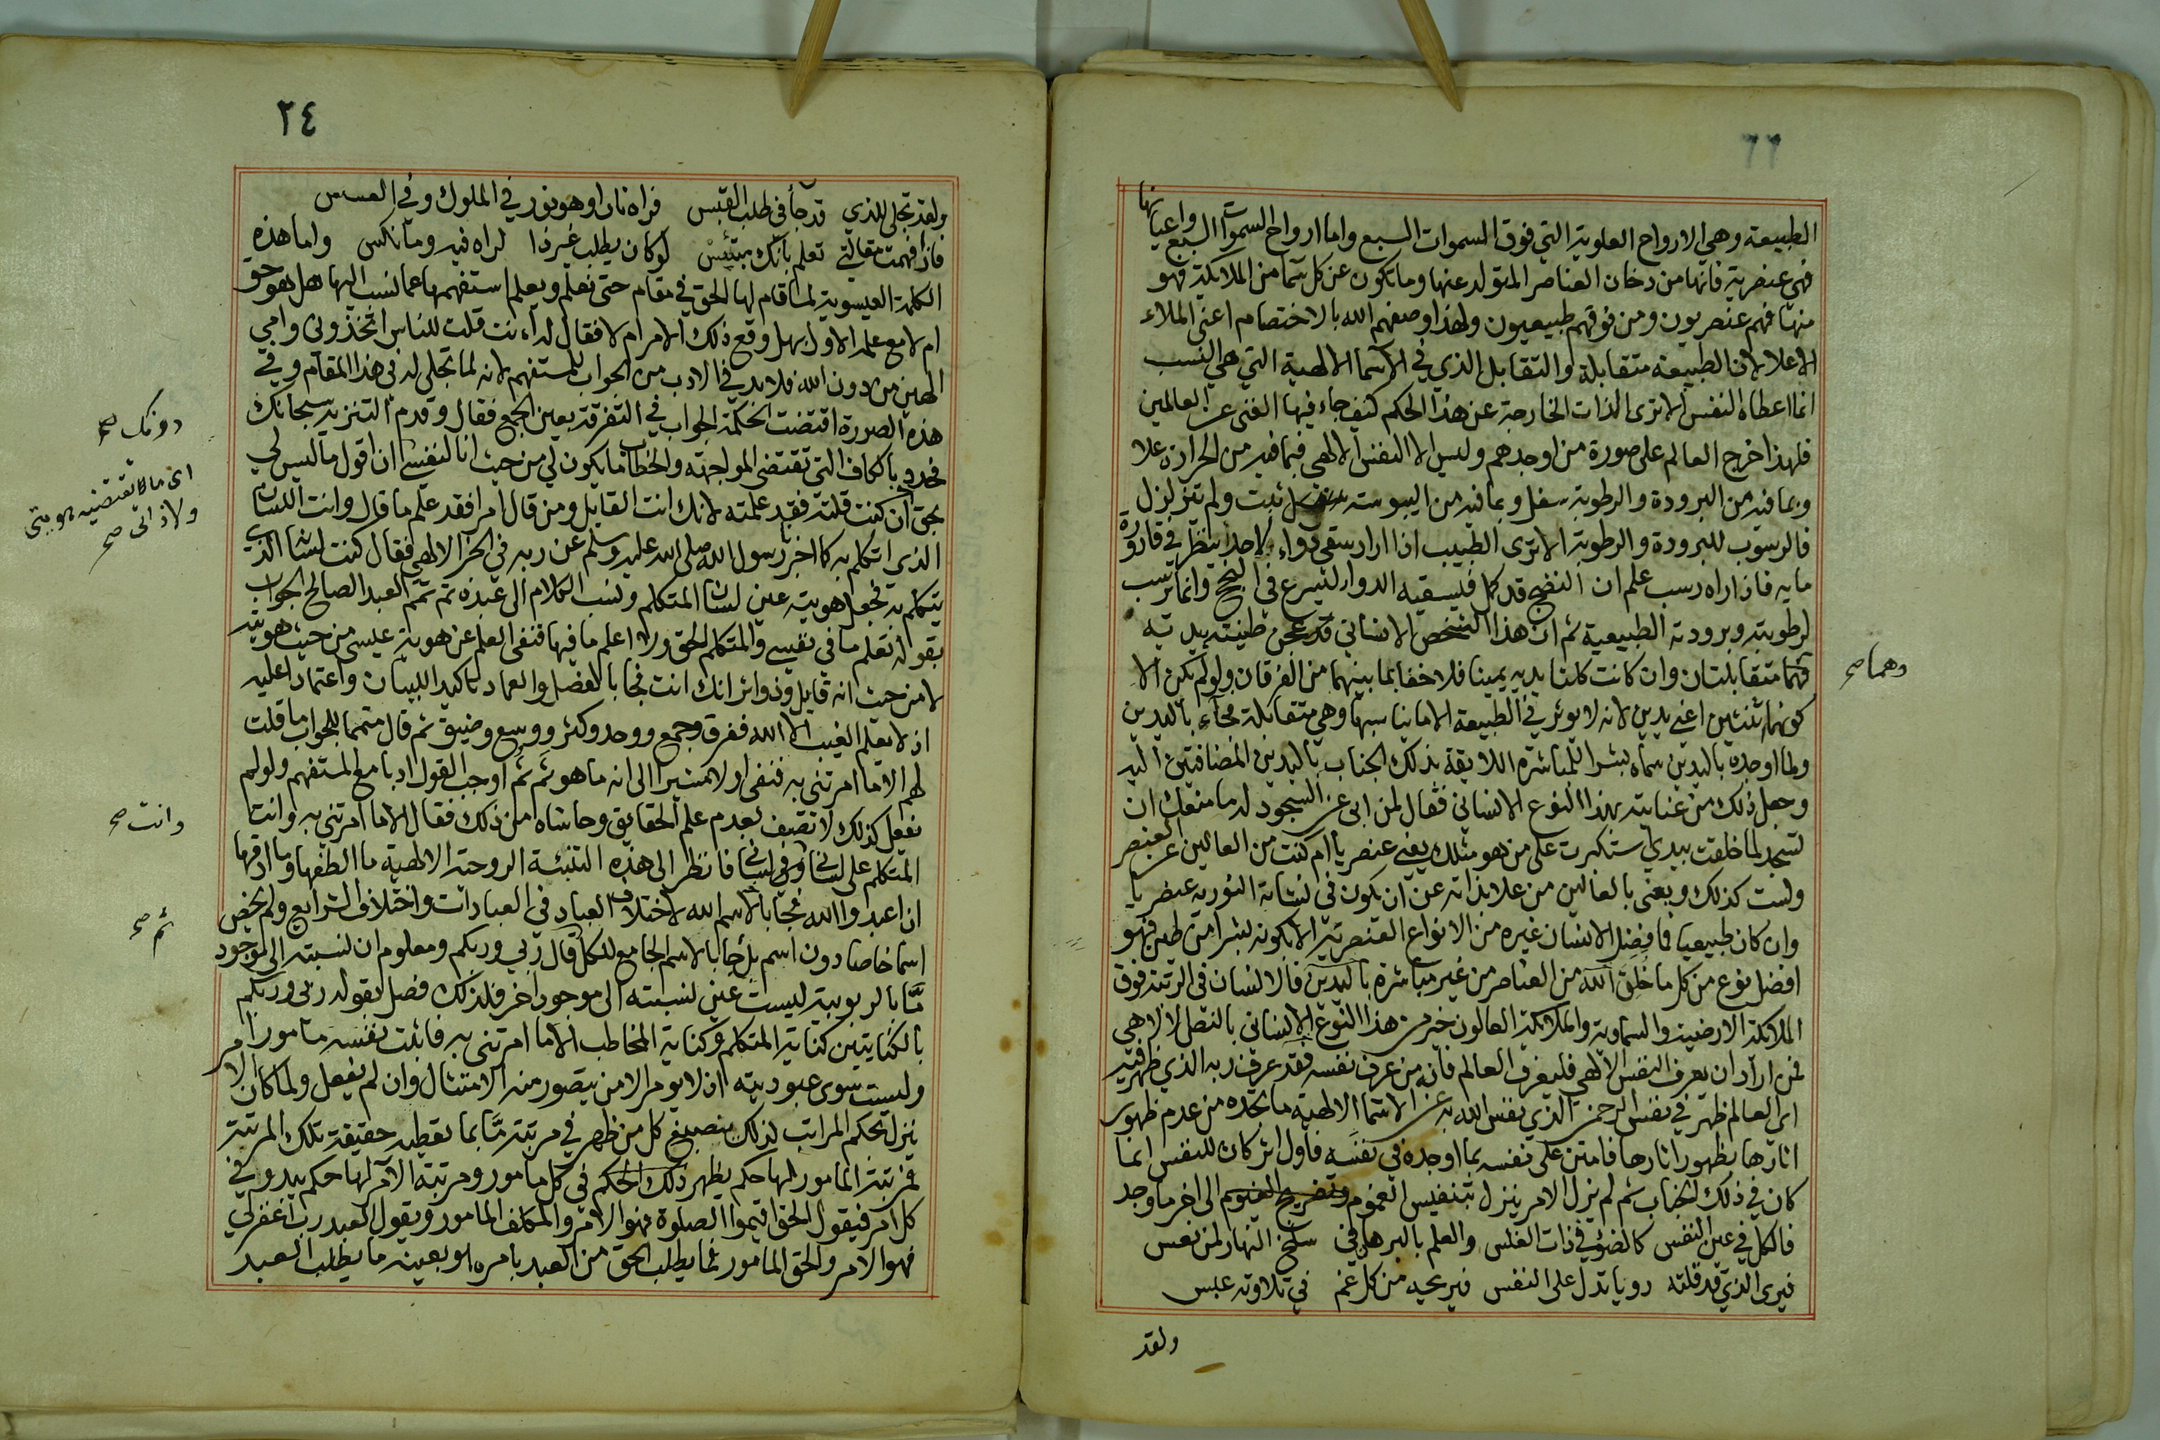 الطبيعة وهي الارواح العلوية التي فوق السموات السبع واما ارواح السموات السبع واعيانها
فهي عنصرية فانها من دخان العناصر المتولد عنها وما تكون عن كل سما من الملائكة فهو
منها فهم عنصريون ومن فوقهم طبيعيون ولهذا وصفهم الله بالاختصام اعني الملاء
الاعلا لان الطبيعة متقابلة والتقابل الذي في الاسما الالهية التي هي النسب
انما اعطاه النفس الا ترى الذات الخارجة عن هذا الحكم كيف جاء فيها الغنى عن العالمين
فلهذا خرج العالم على صورة من اوجدهم وليس الا النفس الالهي فبما فيه من الحرارة علا
وبما فيه من البرودة والرطوبة سفل وبما فيه من اليبوسة ثبت ولم يتزلزل
فالرسوب للبرودة والرطوبة الا ترى الطبيب اذا اراد سقي دواء لاحد ينظر في قارورة
مايه فاذا راه رسب علم ان النضج قد كمل فيسقيه الدوا ليسرع في النجح وانما يرسب
لرطوبته وبرودته الطبيعية ثم ان هذا الشخص الانساني عجن طينته بيديه
وهما صح
فهما متقابلتان وان كانت كلتا يديه يمينا فلا خفا بما بينهما من الفرقان ولو لم يكن الا
كونهما اثنتين اعني يدين لانه لا يوثر في الطبيعة الا ما يناسبها وهي متقابلة فجاء باليدين
ولما اوجده باليدين سماه بشرا للمباشرة اللايقة بذلك الجناب باليدين المضافتين اليه
وجعل ذلك من عنايته بهذا النوع الانساني فقال لمن ابى عن السجود له ما منعك ان
تسجد لما خلقت بيدي استكبرت على من هو مثلك يعني عنصريا ام كنت من العالين عن العنصر
ولست كذلك ويعني بالعالين من علا بذاته عن ان يكون في نشاته النورية عنصريا
وان كان طبيعيا فما فضل الانسان غيره من الانواع العنصرية الا بكونه بشرا من طين فهو
افضل نوع من كل ما خلق الله من العناصر من غير مباشرة باليدين فالانسان في الرتبة فوق
الملائكة الارضية والسماوية والملائكة العالون خير من هذا النوع الانساني بالنص الالهي
فمن اراد ان يعرف النفس الالهي فليعرف العالم فانه من عرف نفسه فقد عرف ربه الذي ظهر فيه
اي العالم ظهر في نفس الرحمن الذي نفس الله به عن الاسما الالهية ما تجده من عدم ظهور
اثارها بظهور اثارها فامتن على نفسه بما اوجده في نفسه فاول اثر كان للنفس انما
كان في ذلك الجناب ثم لم يزل الامر ينزل بتنفيس العموم الى اخر ما وجد
فالكل في عين النفس كالضوء في ذات الغلس والعلم بالبرهان في سلخ النهار لمن نعس
فيرى الذي قد قلته رويا تدل على النفس فيريحه من كل غم في تلاوته عبس
ولقد
٢٤
ولقد تجلى للذي قد جاء في طلب القبس فراه نارا وهو نور في الملوك وفي العسس
فاذا فهمت مقالتي تعلم بانك مبتئس لو كان يطلب غير ذا لراه فيه وما نكس واما هذه
الكلمة العيسوية لما قام لها الحق في مقام حتى نعلم ويعلم استفهمها عما نسب اليها هل هو حق
ام لا مع علمه الاول بهل وقع ذلك الامر ام لا فقال له اءنت قلت للناس اتخذوني وامي
الهين من دون الله فلا بد في الادب من الجواب للمستفهم لانه لما تجلى له في هذا المقام وفي
هذه الصورة اقتضت الحكمة الجواب في التفرقة بعين الجمع فقال وقدم التنزيه سبحانك
فحدد بالكاف التي تقتضي المواجهة والخطاب ما يكون لي من حيث انا لنفسي ان اقول ما ليس لي
دونك صح
اي ما لا يقتضيه هويتي
ولا ذاتي صح
بحق ان كنت قلته فقد علمته لانك انت القايل ومن قال امرا فقد علم ما قال وانت اللسان
الذي اتكلم به كما اخبرنا رسول الله صلى الله عليه وسلم عن ربه في الخبر الالهي فقال كنت لسانه الذي
يتكلم به فجعل هويته عين لسان المتكلم ونسب الكلام الى عبده ثم تمم العبد الصالح الجواب
بقوله تعلم ما في نفسي والمتكلم الحق ولا اعلم ما فيها فنفى العلم عن هوية عيسى من حيث هويته
لا من حيث انه قايل وذو اثر انك انت فجا بالفصل والعماد تاكيدا للبيان واعتمادا عليه
اذ لا يعلم الغيب الا الله ففرق وجمع ووحد وكثر ووسع وضيق ثم قال متمما للجواب ما قلت
لهم الا ما امرتني به فنفى اولا مشيرا الى انه ما هو ثم ثم اوجب القول ادبا مع المستفهم ولو لم
يفعل كذلك لاتصف بعدم علم الحقايق وحاشاه من ذلك فقال الا ما امرتني به وانت
وانت صح
المتكلم على لساني وفي لساني فانظر الى هذه التنبئة الروحية الالهية ما الطفها وما ادقها
ان اعبدوا الله فجا بالاسم الله لاختلاف العباد في العبادات واختلاف الشرايع ولم يخص
ثم صح
اسما خاصا دون اسم بل جا بالاسم الجامع للكل قال ربي وربكم ومعلوم ان نسبته الى موجود
مّا بالربوبية ليست عين نسبته الى موجود اخر فلذلك فصل بقوله ربي وربكم
بالكنايتين كناية المتكلم وكناية المخاطب الا ما امرتني به فاثبت نفسه مامورا
وليست سوى عبوديته اذ لا يومر الا من يتصور منه الامتثال وان لم يفعل ولما كان الامر
ينزل بحكم المراتب لذلك ينصبغ كل من ظهر في مرتبة مّا بما يعطيه حقيقة تلك المرتبة
فمرتبة المامور لها حكم يظهر ذلك الحكم في كل مامور ومرتبة الامر لها حكم يبدو في
كل امر فيقول الحق اقيموا الصلوة فهو الامر والمكلف المامور ويقول العبد رب اغفر لي
فهو الامر والحق المامور فما يطلب الحق من العبد بامره هو بعينه ما يطلب العبد